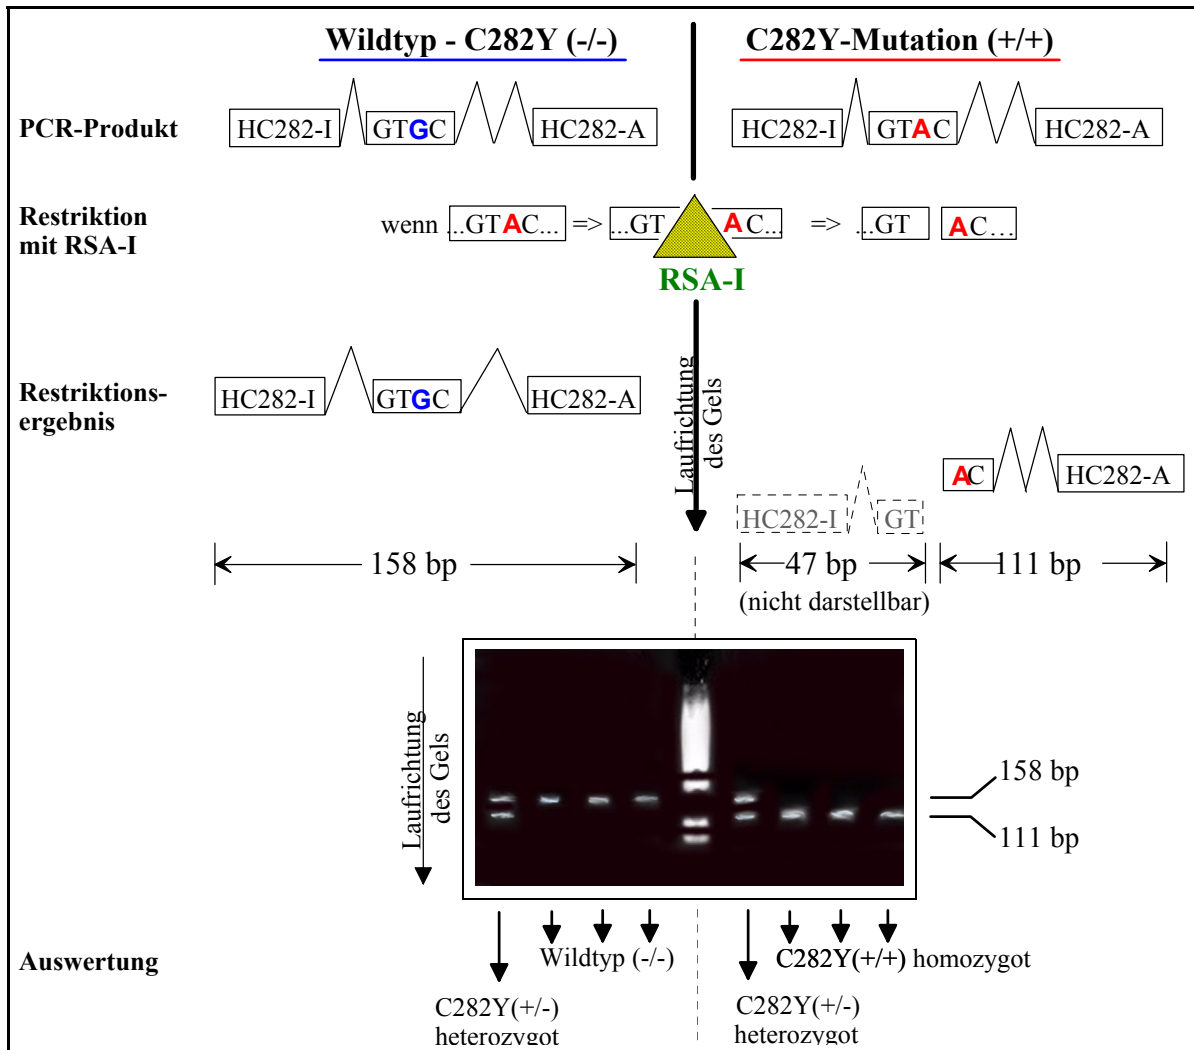 Wildtyp - C282Y (-/-)
C282Y-Mutation (+/+)
PCR-Produkt
HC282-I GTGC HC282-A
HC282-I GTAC HC282-A
Restriktion
mit RSA-I
wenn ...GTAC... => ...GT AC... => ...GT AC...
RSA-I
Laufrichtung
des Gels
Restriktions-
ergebnis
HC282-I GTGC HC282-A
HC282-I GT
AC HC282-A
158 bp
47 bp
(nicht darstellbar)
111 bp
Laufrichtung
des Gels
158 bp
111 bp
Auswertung
C282Y(+/-)
heterozygot
Wildtyp (-/-)
C282Y(+/-)
heterozygot
C282Y(+/+) homozygot